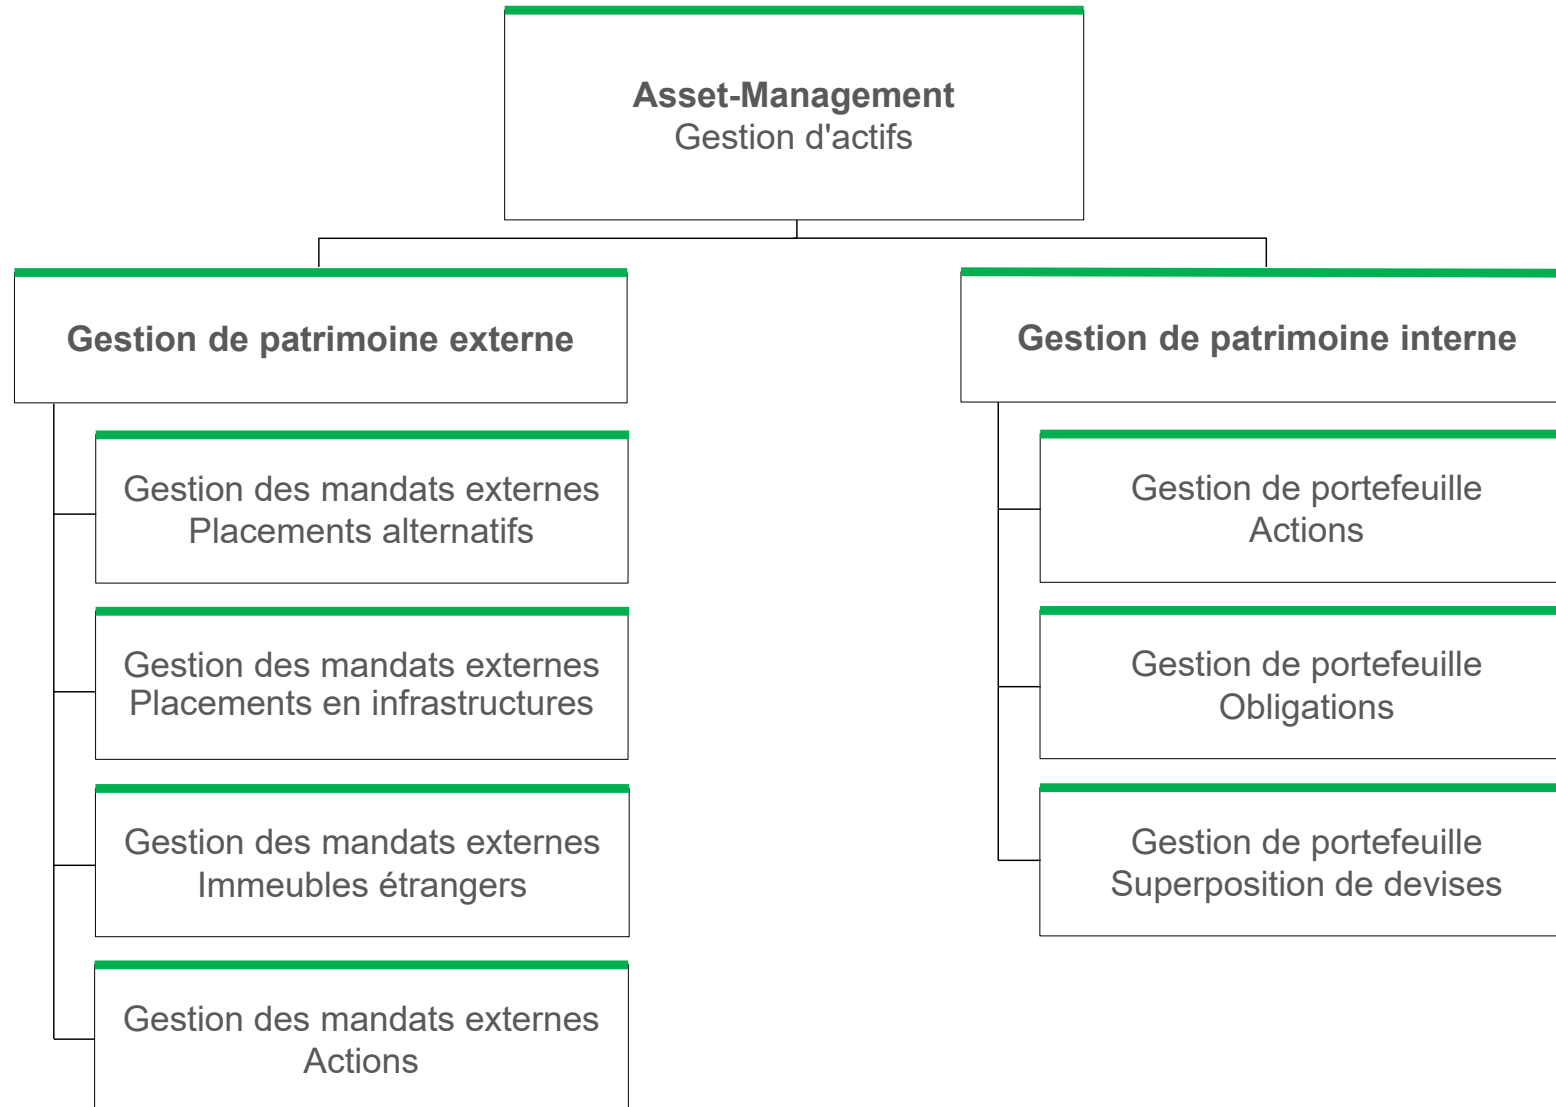 Asset-Management
Gestion d'actifs
Gestion de patrimoine externe
Gestion des mandats externes
Placements alternatifs
Gestion des mandats externes
Placements en infrastructures
Gestion des mandats externes
Immeubles étrangers
Gestion des mandats externes
Actions
Gestion de patrimoine interne
Gestion de portefeuille
Actions
Gestion de portefeuille
Obligations
Gestion de portefeuille
Superposition de devises